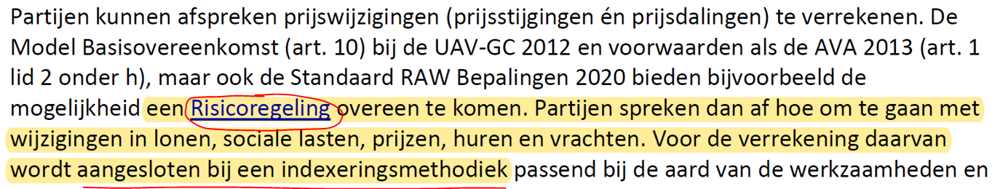 Partijen kunnen afspreken prijswijzigingen (prijsstijgingen én prijsdalingen) te verrekenen. De
Model Basisovereenkomst (art. 10) bij de UAV-GC 2012 en voorwaarden als de AVA 2013 (art. 1
lid 2 onder h), maar ook de Standaard RAW Bepalingen 2020 bieden bijvoorbeeld de
mogelijkheid een Risicoregeling overeen te komen. Partijen spreken dan af hoe om te gaan met
wijzigingen in lonen, sociale lasten, prijzen, huren en vrachten. Voor de verrekening daarvan
wordt aangesloten bij een indexeringsmethodiek passend bij de aard van de werkzaamheden en